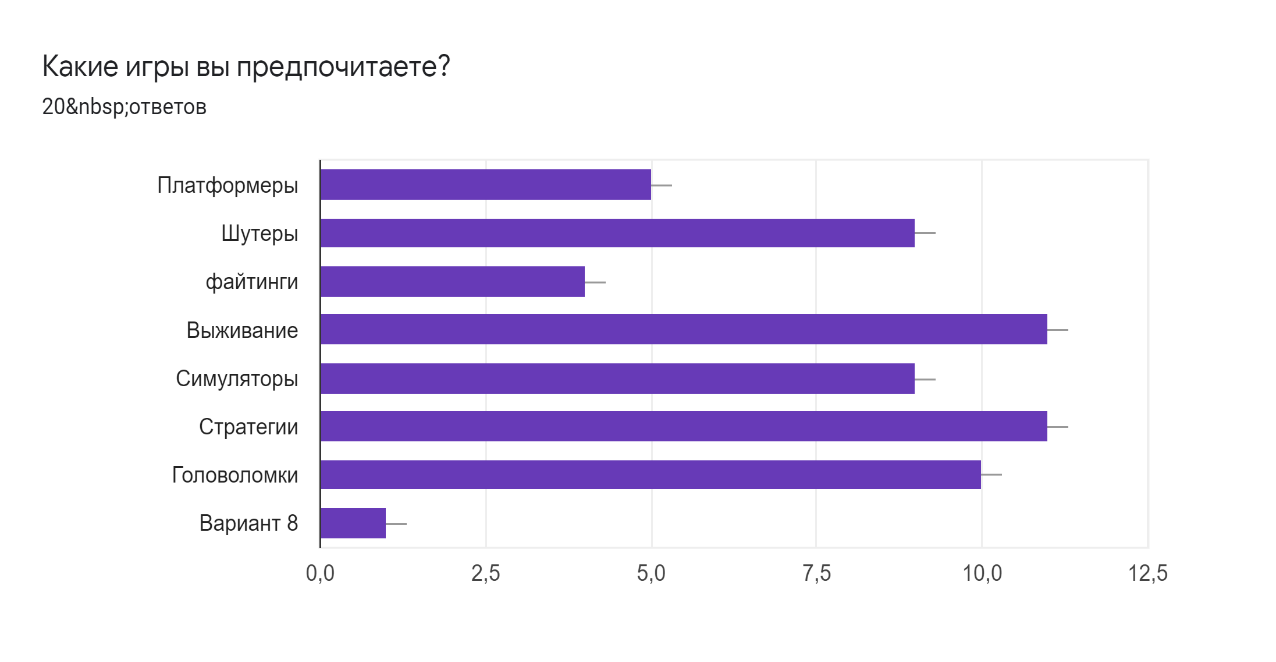 Какие игры вы предпочитаете?
20&nbsp;ответов
Платформеры
Шутеры
файтинги
Выживание
Симуляторы
Стратегии
Головоломки
Вариант 8
0,0 2,5 5,0 7,5 10,0 12,5